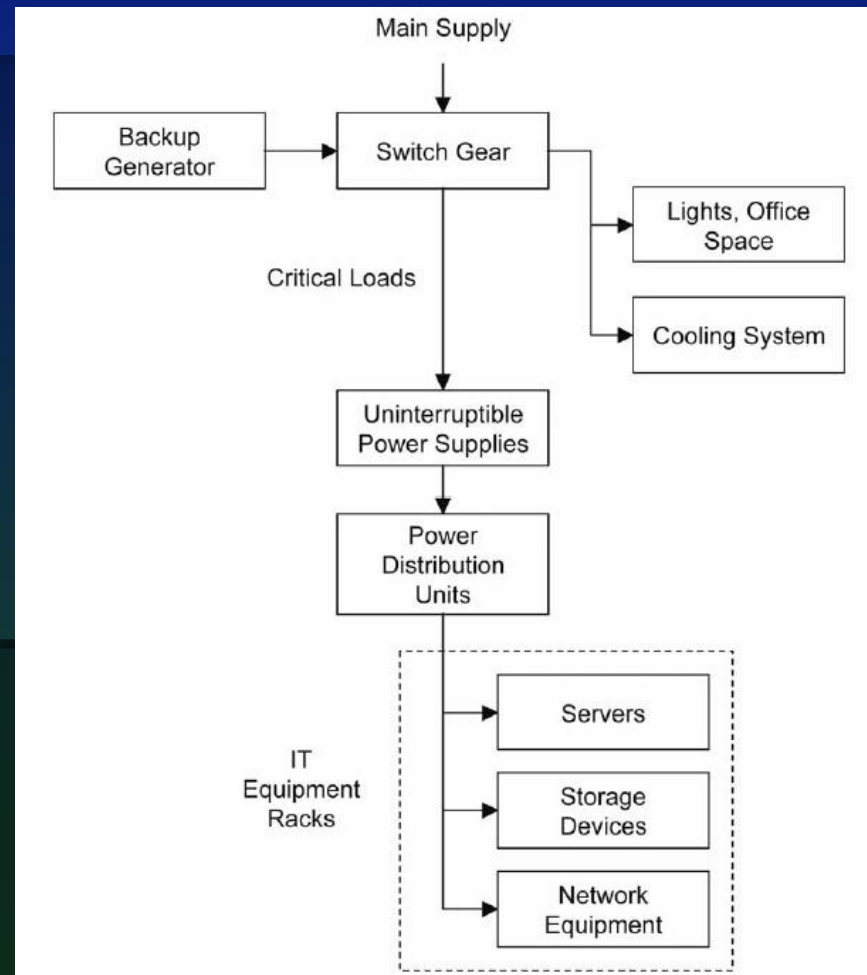 Main Supply
Backup
Generator
Switch Gear
Lights, Office
Space
Critical Loads
Cooling System
Uninterruptible
Power Supplies
Power
Distribution
Units
Servers
IT
Equipment
Racks
Storage
Devices
Network
Equipment